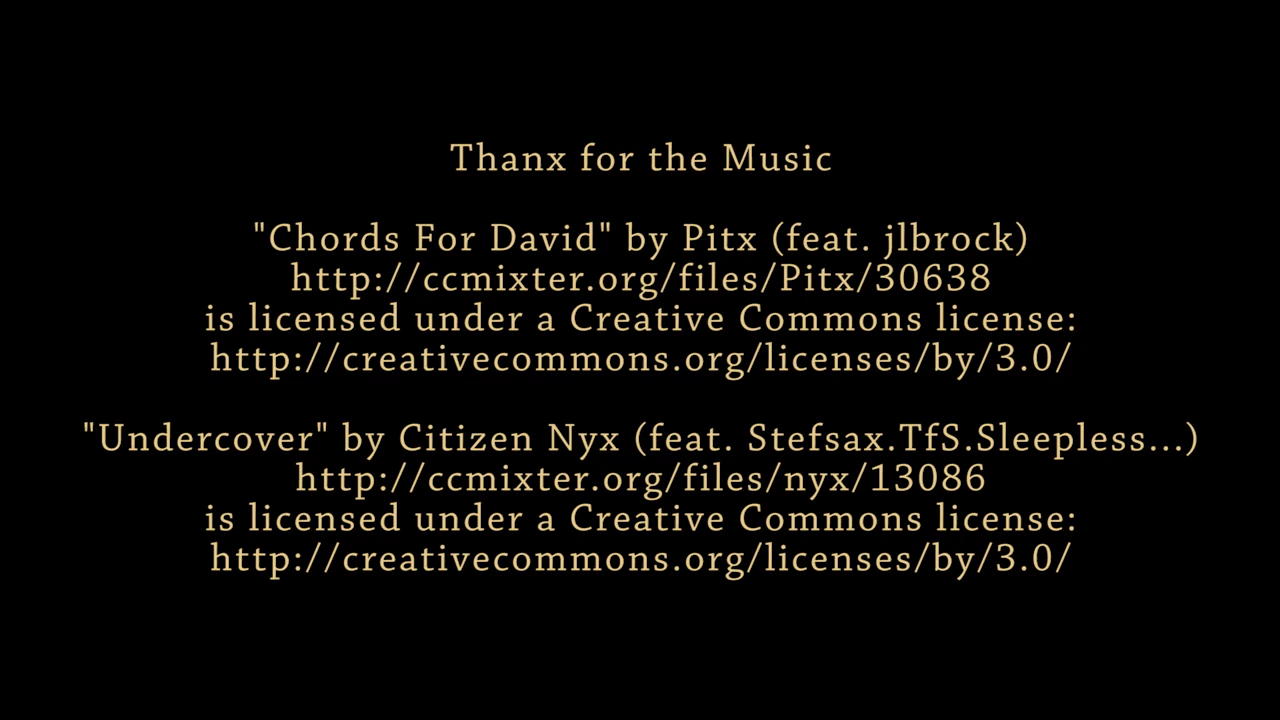 Thanx for the Music
"Chords For David" by Pitx (feat. jlbrock)
http://ccmixter.org/files/Pitx/30638
is licensed under a Creative Commons license:
http://creativecommons.org/licenses/by/3.0/
"Undercover" by Citizen Nyx (feat. Stefsax.TfS.Sleepless...)
http://ccmixter.org/files/nyx/13086
is licensed under a Creative Commons license:
http://creativecommons.org/licenses/by/3.0/